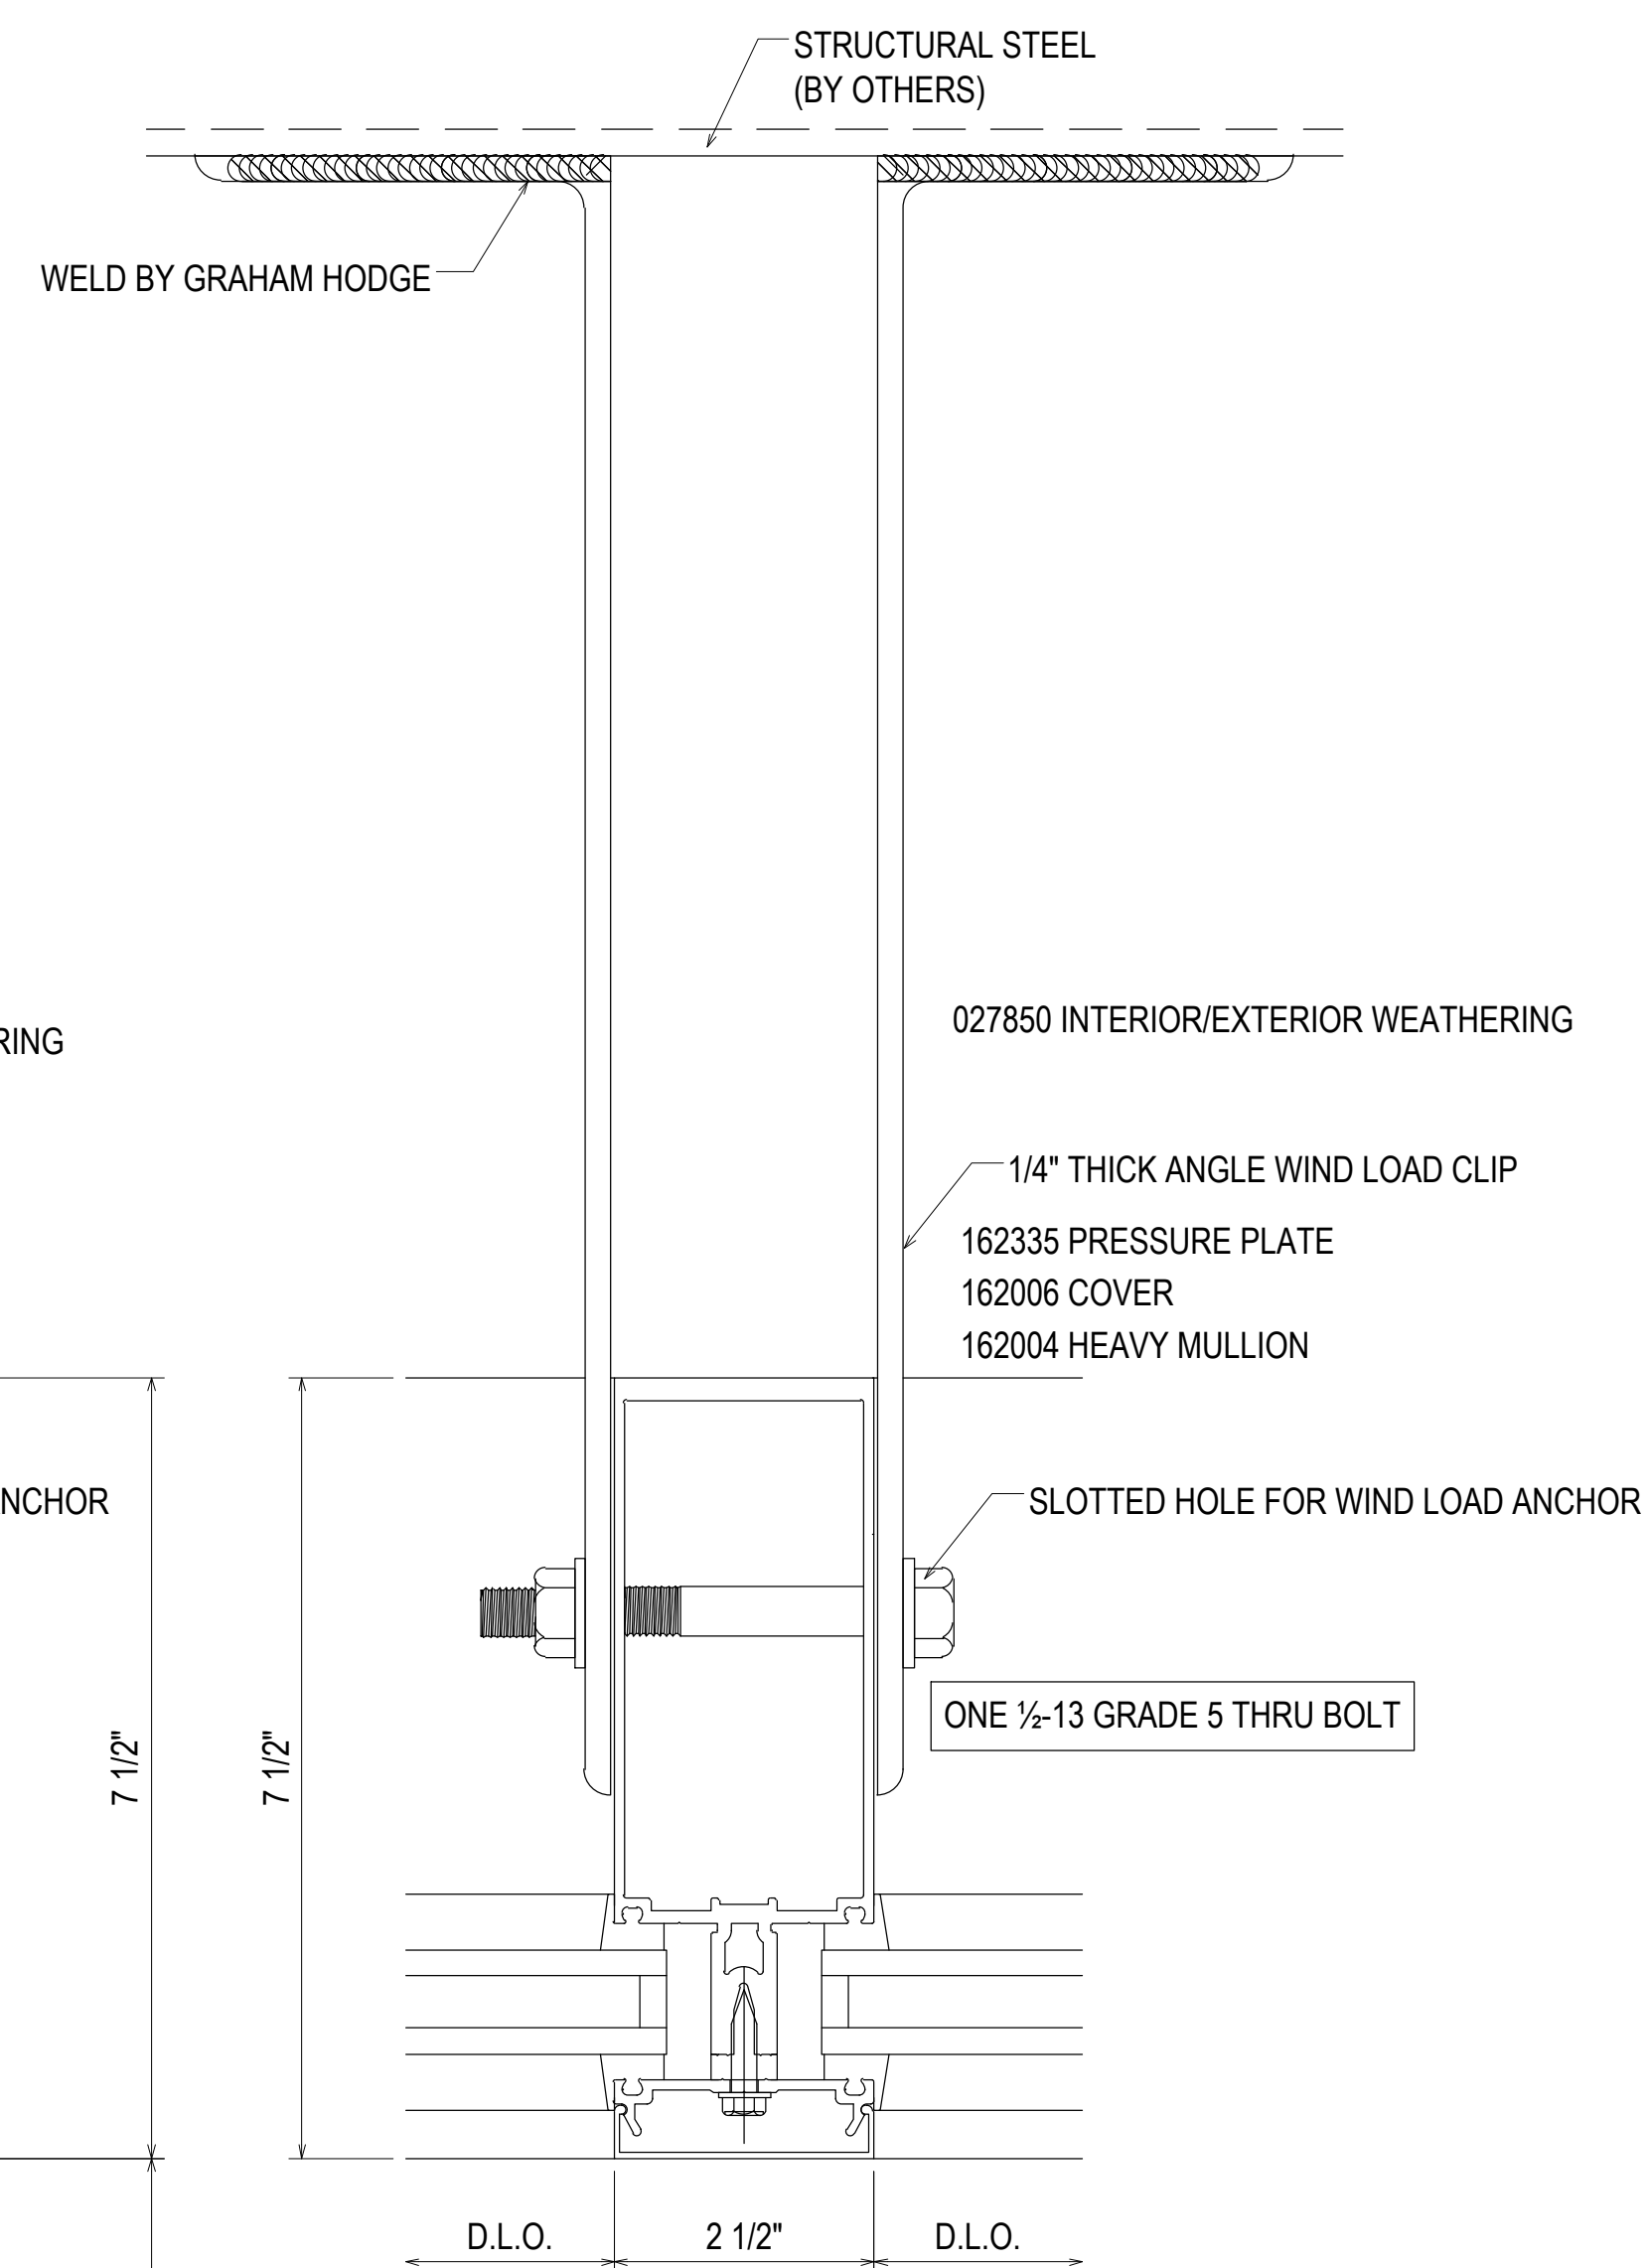 STRUCTURAL STEEL
(BY OTHERS)
WELD BY GRAHAM HODGE
027850 INTERIOR/EXTERIOR WEATHERING
RING
1/4" THICK ANGLE WIND LOAD CLIP
162335 PRESSURE PLATE
162006 COVER
162004 HEAVY MULLION
NCHOR
SLOTTED HOLE FOR WIND LOAD ANCHOR
ONE ½-13 GRADE 5 THRU BOLT
7 1/2"
7 1/2"
D.L.O.
2 1/2"
D.L.O.